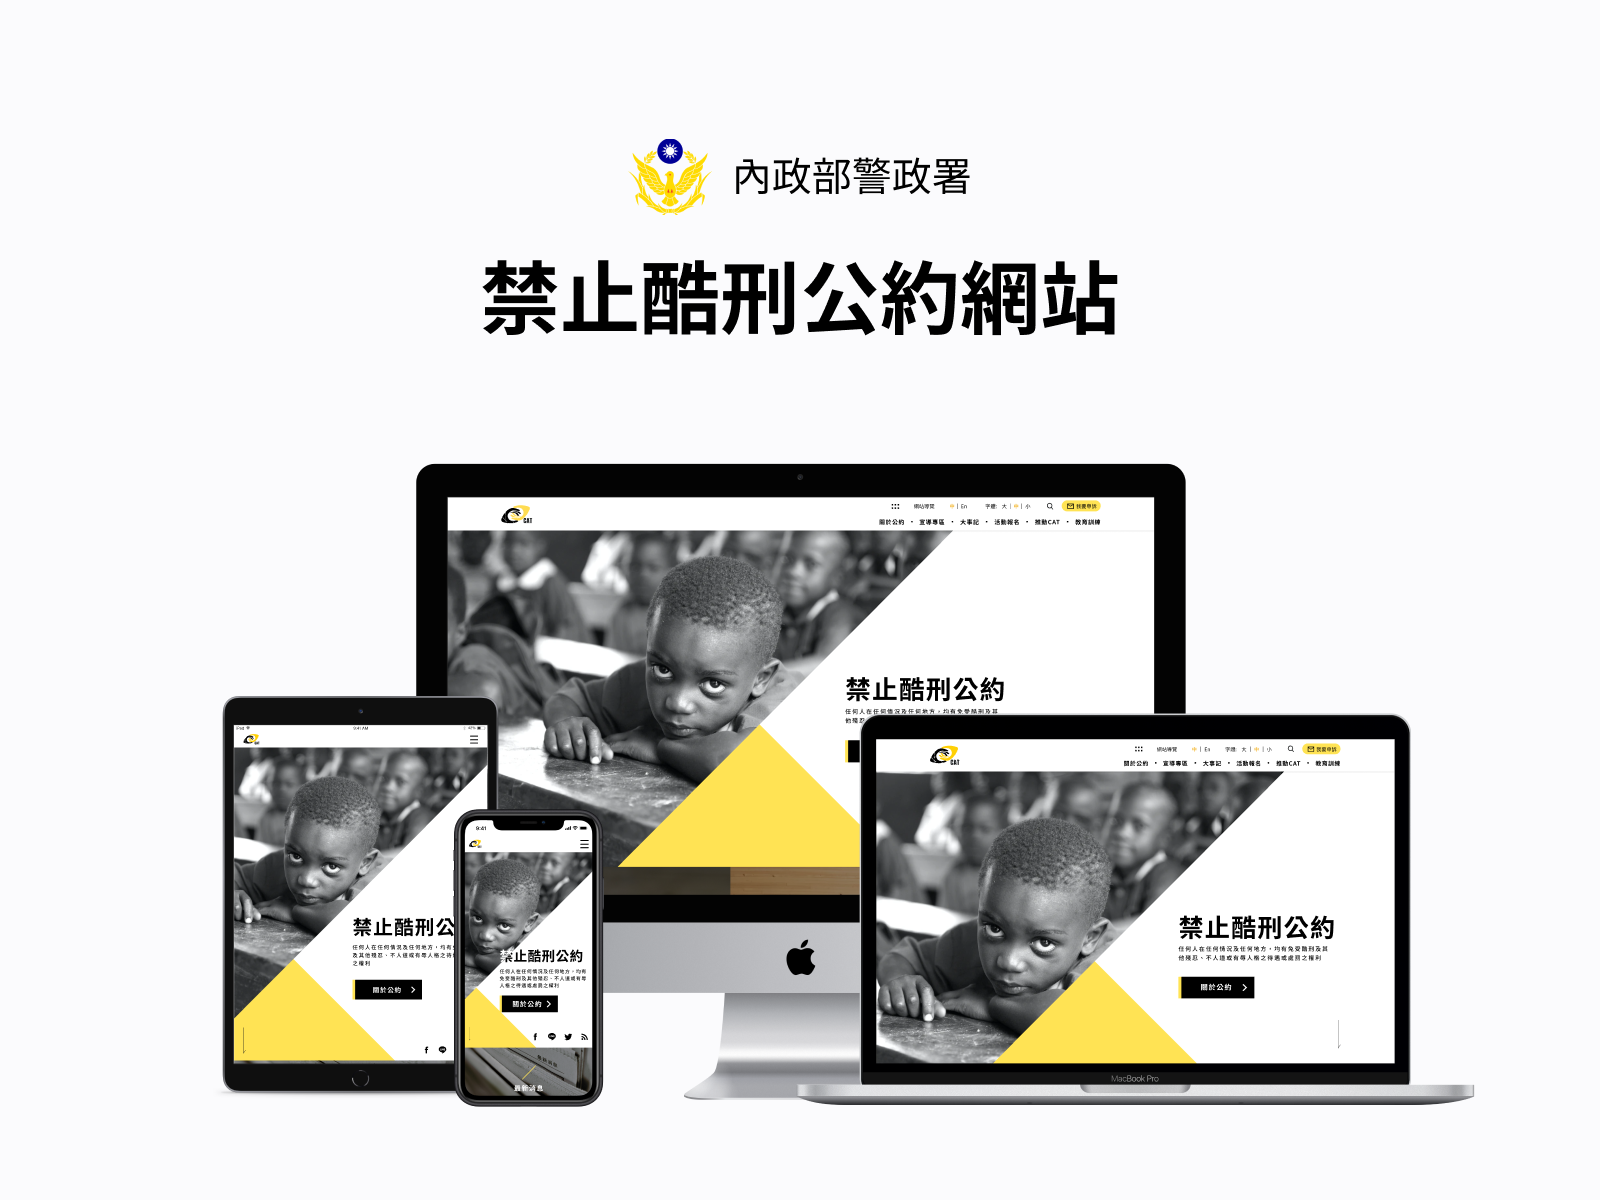 內政部警政署
禁止酷刑公約網站
CAT
網站導覽 中 | En 字體: 大 | 中 | 小 我要申訴
關於公約 • 宣導專區 • 大事記 • 活動報名 • 推動CAT • 教育訓練
禁止酷刑公約
任何人在任何情況及任何地方，均有免受酷刑及其
iPad 9:41 AM
CAT
禁止酷刑公
任何人在任何情況及任何地方，均有
及其他殘忍、不人道或有辱人格之待
之權利
關於公約
9:41
禁止酷刑公約
任何人在任何情況及任何地方，均有
免受酷刑及其他殘忍、不人道或有辱
人格之待遇或處罰之權利
關於公約
最新消息
CAT
網站導覽 中 | En 字體: 大 | 中 | 小 我要申訴
關於公約 • 宣導專區 • 大事記 • 活動報名 • 推動CAT • 教育訓練
禁止酷刑公約
任何人在任何情況及任何地方，均有免受酷刑及其
他殘忍、不人道或有辱人格之待遇或處罰之權利
關於公約
MacBook Pro